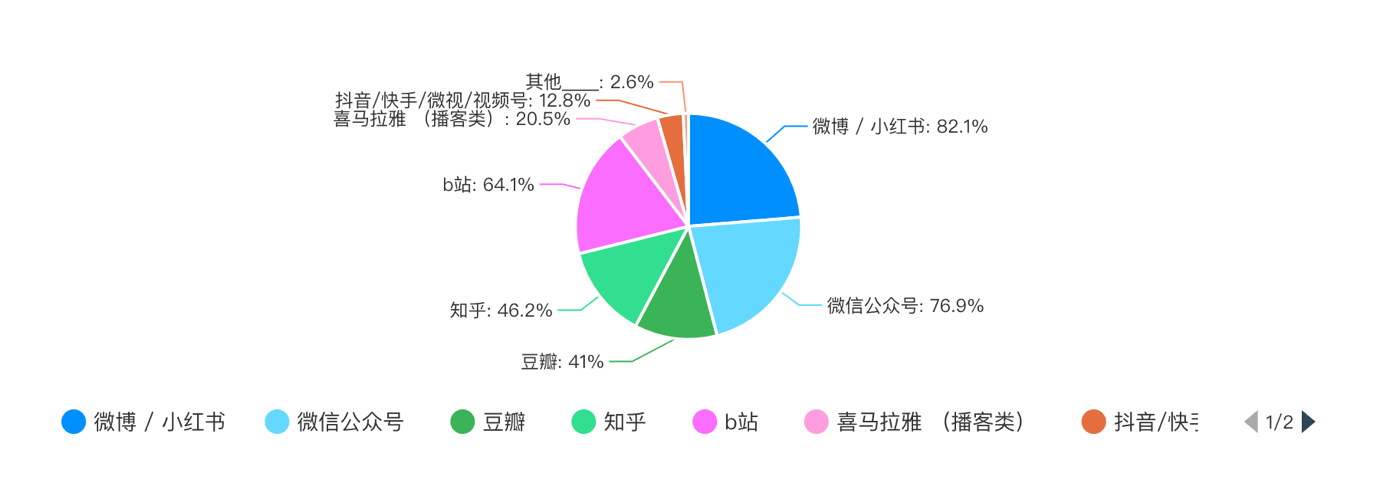 其他____: 2.6%
抖音/快手/微视/视频号: 12.8%
喜马拉雅 （播客类）: 20.5%
微博 / 小红书: 82.1%
b站: 64.1%
微信公众号: 76.9%
知乎: 46.2%
豆瓣: 41%
微博 / 小红书 微信公众号 豆瓣 知乎 b站 喜马拉雅 （播客类） 抖音/快手 1/2